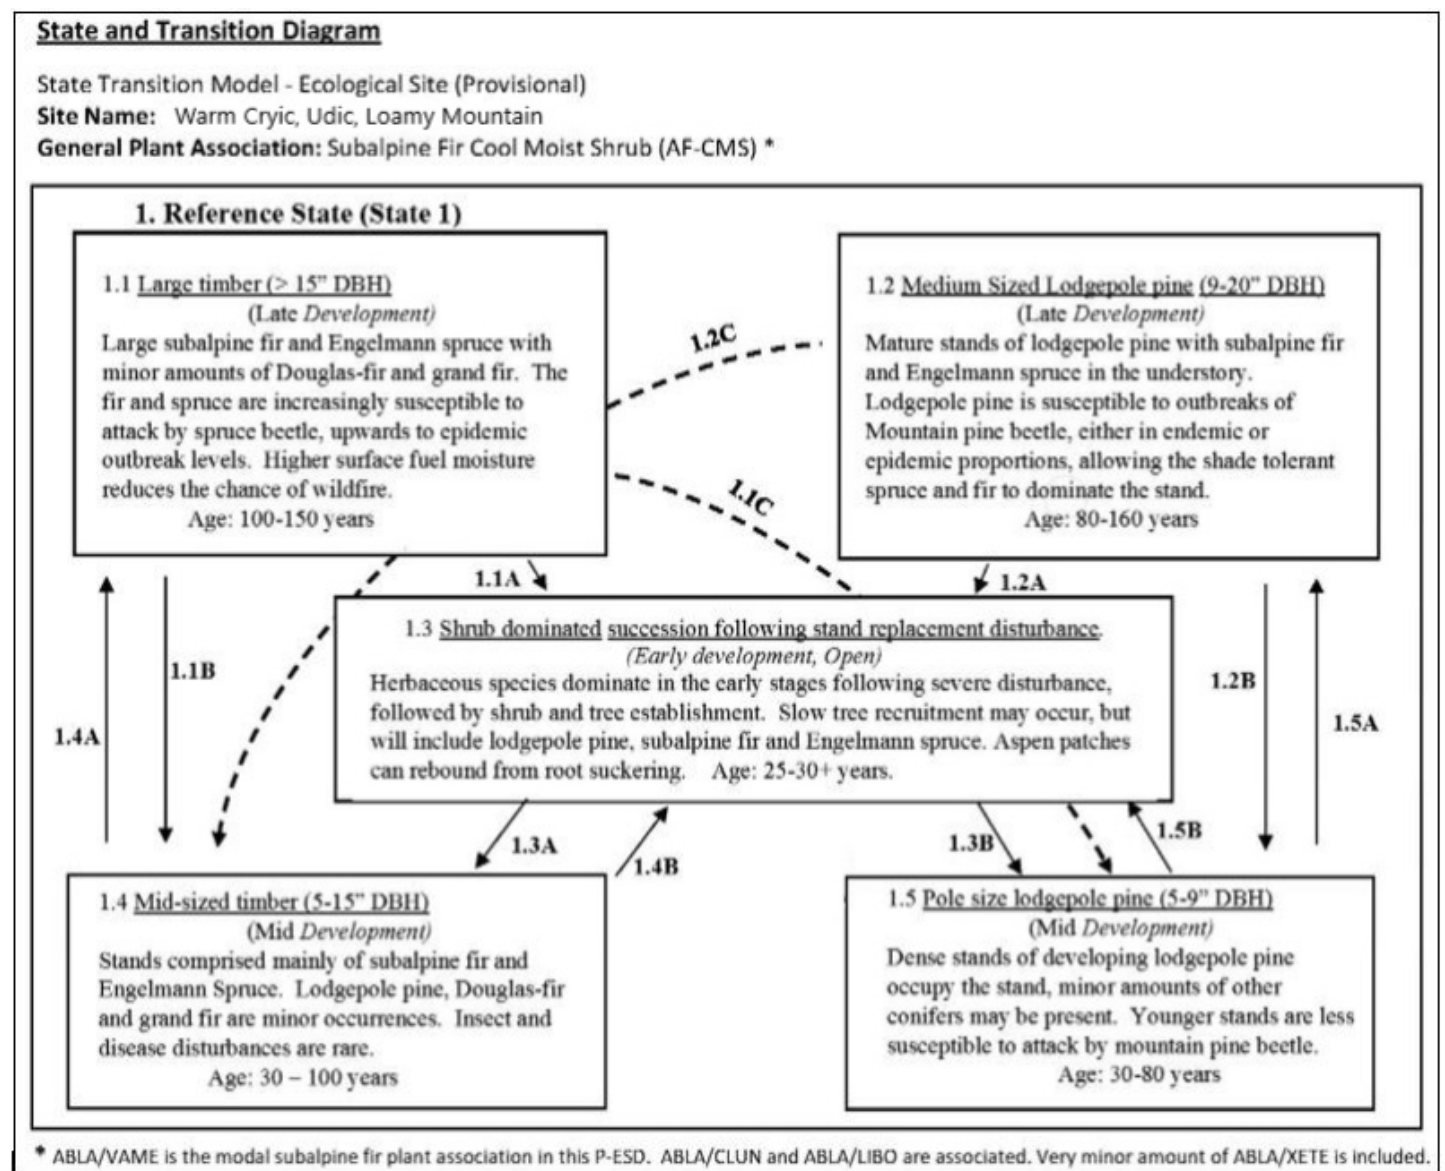 State and Transition Diagram
State Transition Model - Ecological Site (Provisional)
Site Name: Warm Cryic, Udic, Loamy Mountain
General Plant Association: Subalpine Fir Cool Moist Shrub (AF-CMS) *
1. Reference State (State 1)
1.1 Large timber (> 15" DBH)
(Late Development)
Large subalpine fir and Engelmann spruce with
minor amounts of Douglas-fir and grand fir. The
fir and spruce are increasingly susceptible to
attack by spruce beetle, upwards to epidemic
outbreak levels. Higher surface fuel moisture
reduces the chance of wildfire.
Age: 100-150 years
1.2C
1.1C
1.2 Medium Sized Lodgepole pine (9-20" DBH)
(Late Development)
Mature stands of lodgepole pine with subalpine fir
and Engelmann spruce in the understory.
Lodgepole pine is susceptible to outbreaks of
Mountain pine beetle, either in endemic or
epidemic proportions, allowing the shade tolerant
spruce and fir to dominate the stand.
Age: 80-160 years
1.1A
1.2A
1.3 Shrub dominated succession following stand replacement disturbance.
(Early development, Open)
Herbaceous species dominate in the early stages following severe disturbance,
followed by shrub and tree establishment. Slow tree recruitment may occur, but
will include lodgepole pine, subalpine fir and Engelmann spruce. Aspen patches
can rebound from root suckering. Age: 25-30+ years.
1.4A
1.1B
1.2B
1.5A
1.3A
1.4B
1.3B
1.5B
1.4 Mid-sized timber (5-15" DBH)
(Mid Development)
Stands comprised mainly of subalpine fir and
Engelmann Spruce. Lodgepole pine, Douglas-fir
and grand fir are minor occurrences. Insect and
disease disturbances are rare.
Age: 30 – 100 years
1.5 Pole size lodgepole pine (5-9" DBH)
(Mid Development)
Dense stands of developing lodgepole pine
occupy the stand, minor amounts of other
conifers may be present. Younger stands are less
susceptible to attack by mountain pine beetle.
Age: 30-80 years
* ABLA/VAME is the modal subalpine fir plant association in this P-ESD. ABLA/CLUN and ABLA/LIBO are associated. Very minor amount of ABLA/XETE is included.